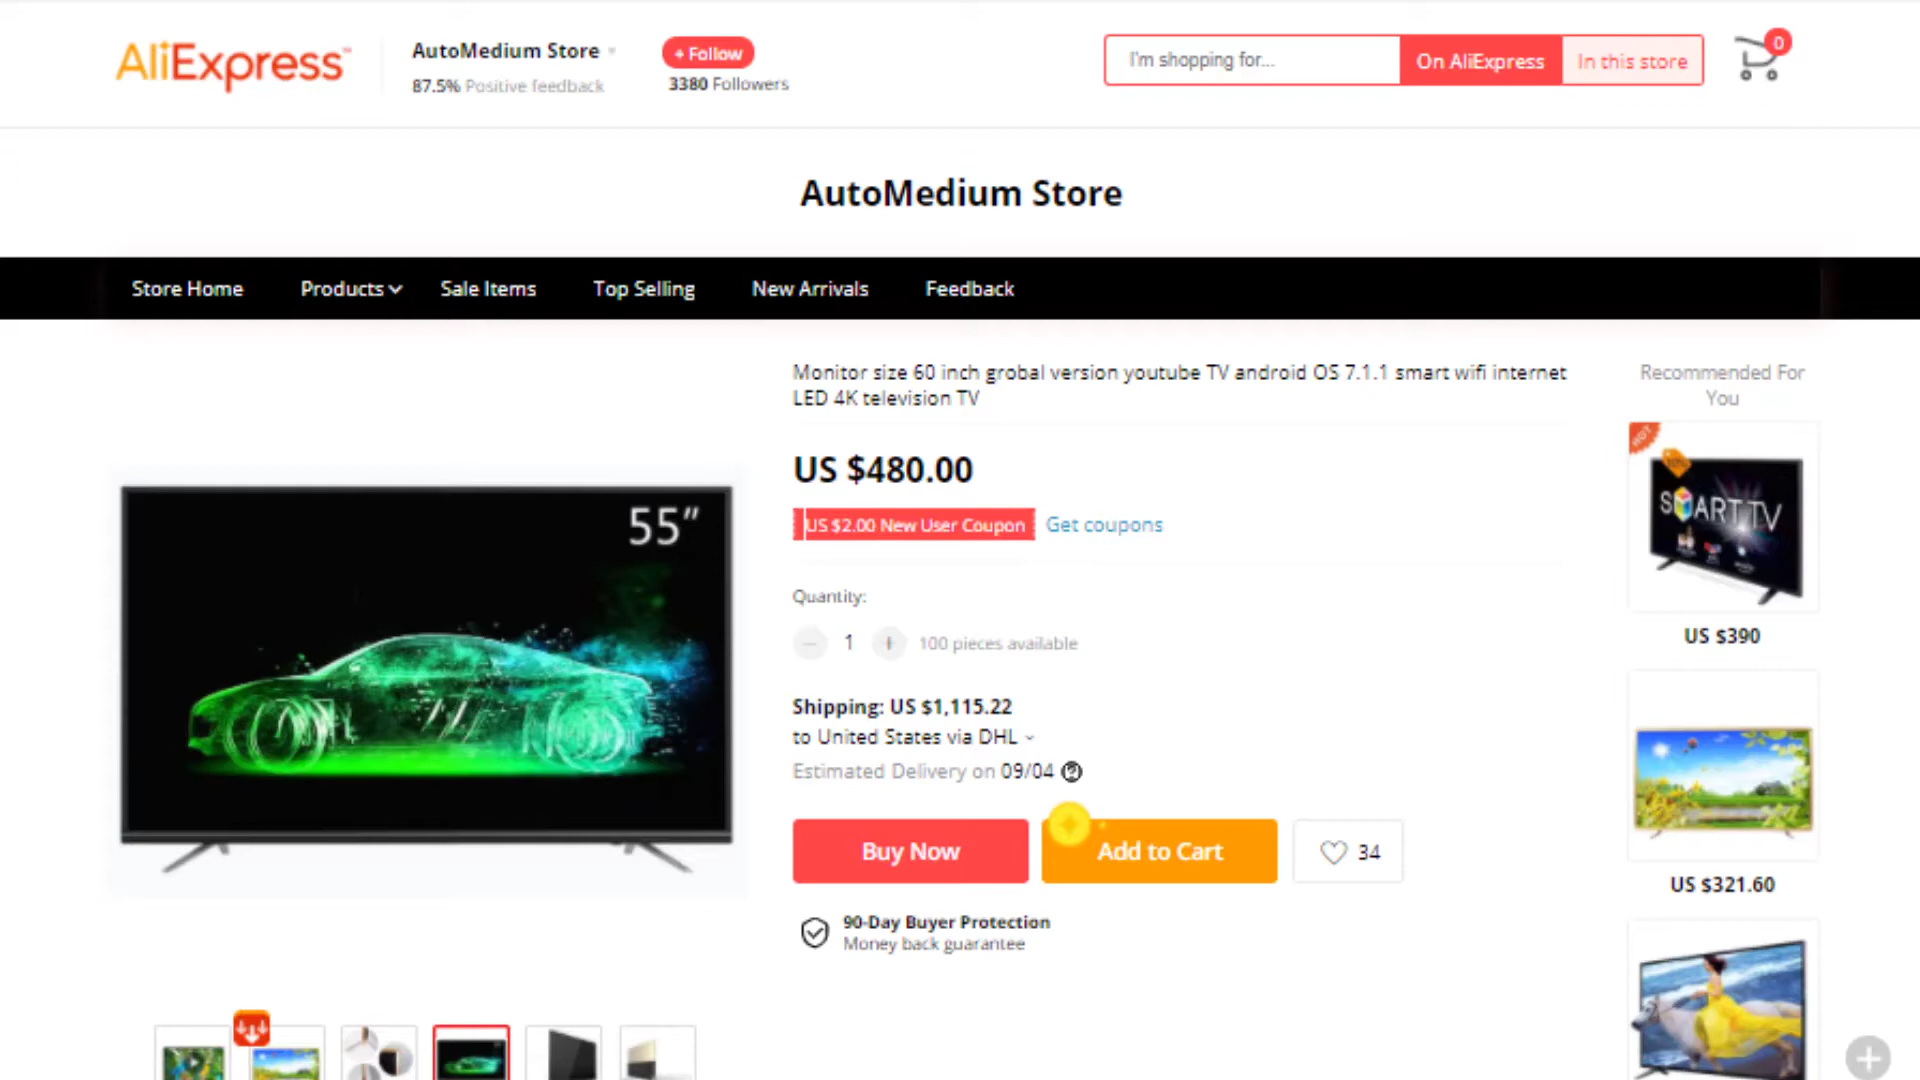 AliExpress™
AutoMedium Store
87.5% Positive feedback
+ Follow
3380 Followers
I'm shopping for...
On AliExpress
In this store
0
AutoMedium Store
Store Home
Products
Sale Items
Top Selling
New Arrivals
Feedback
Monitor size 60 inch grobal version youtube TV android OS 7.1.1 smart wifi internet
LED 4K television TV
US $480.00
US $2.00 New User Coupon
Get coupons
Quantity:
1
100 pieces available
Shipping: US $1,115.22
to United States via DHL
Estimated Delivery on 09/04
Buy Now
Add to Cart
34
90-Day Buyer Protection
Money back guarantee
55”
Recommended For
You
HOT
SMART TV
US $390
US $321.60